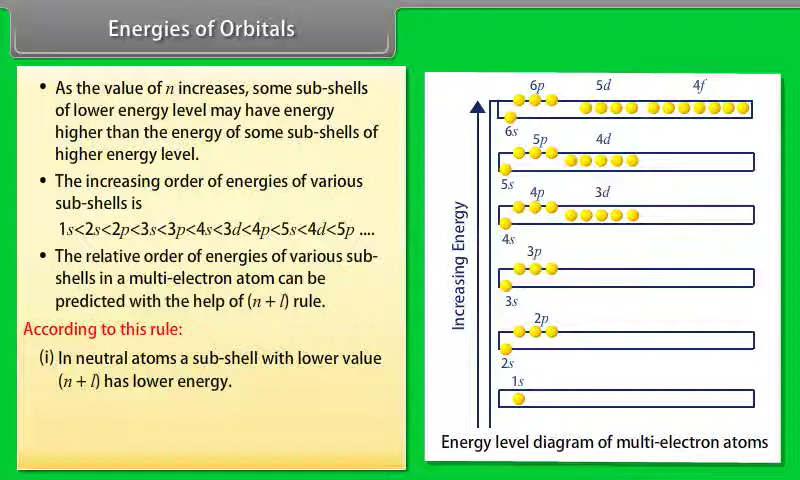 Energies of Orbitals
• As the value of n increases, some sub-shells
of lower energy level may have energy
higher than the energy of some sub-shells of
higher energy level.
• The increasing order of energies of various
sub-shells is
1s<2s<2p<3s<3p<4s<3d<4p<5s<4d<5p ....
• The relative order of energies of various sub-
shells in a multi-electron atom can be
predicted with the help of (n + l) rule.
According to this rule:
(i) In neutral atoms a sub-shell with lower value
(n + l) has lower energy.
Increasing Energy
6p 5d 4f
6s
5p 4d
5s
4p 3d
4s
3p
3s
2p
2s
1s
Energy level diagram of multi-electron atoms